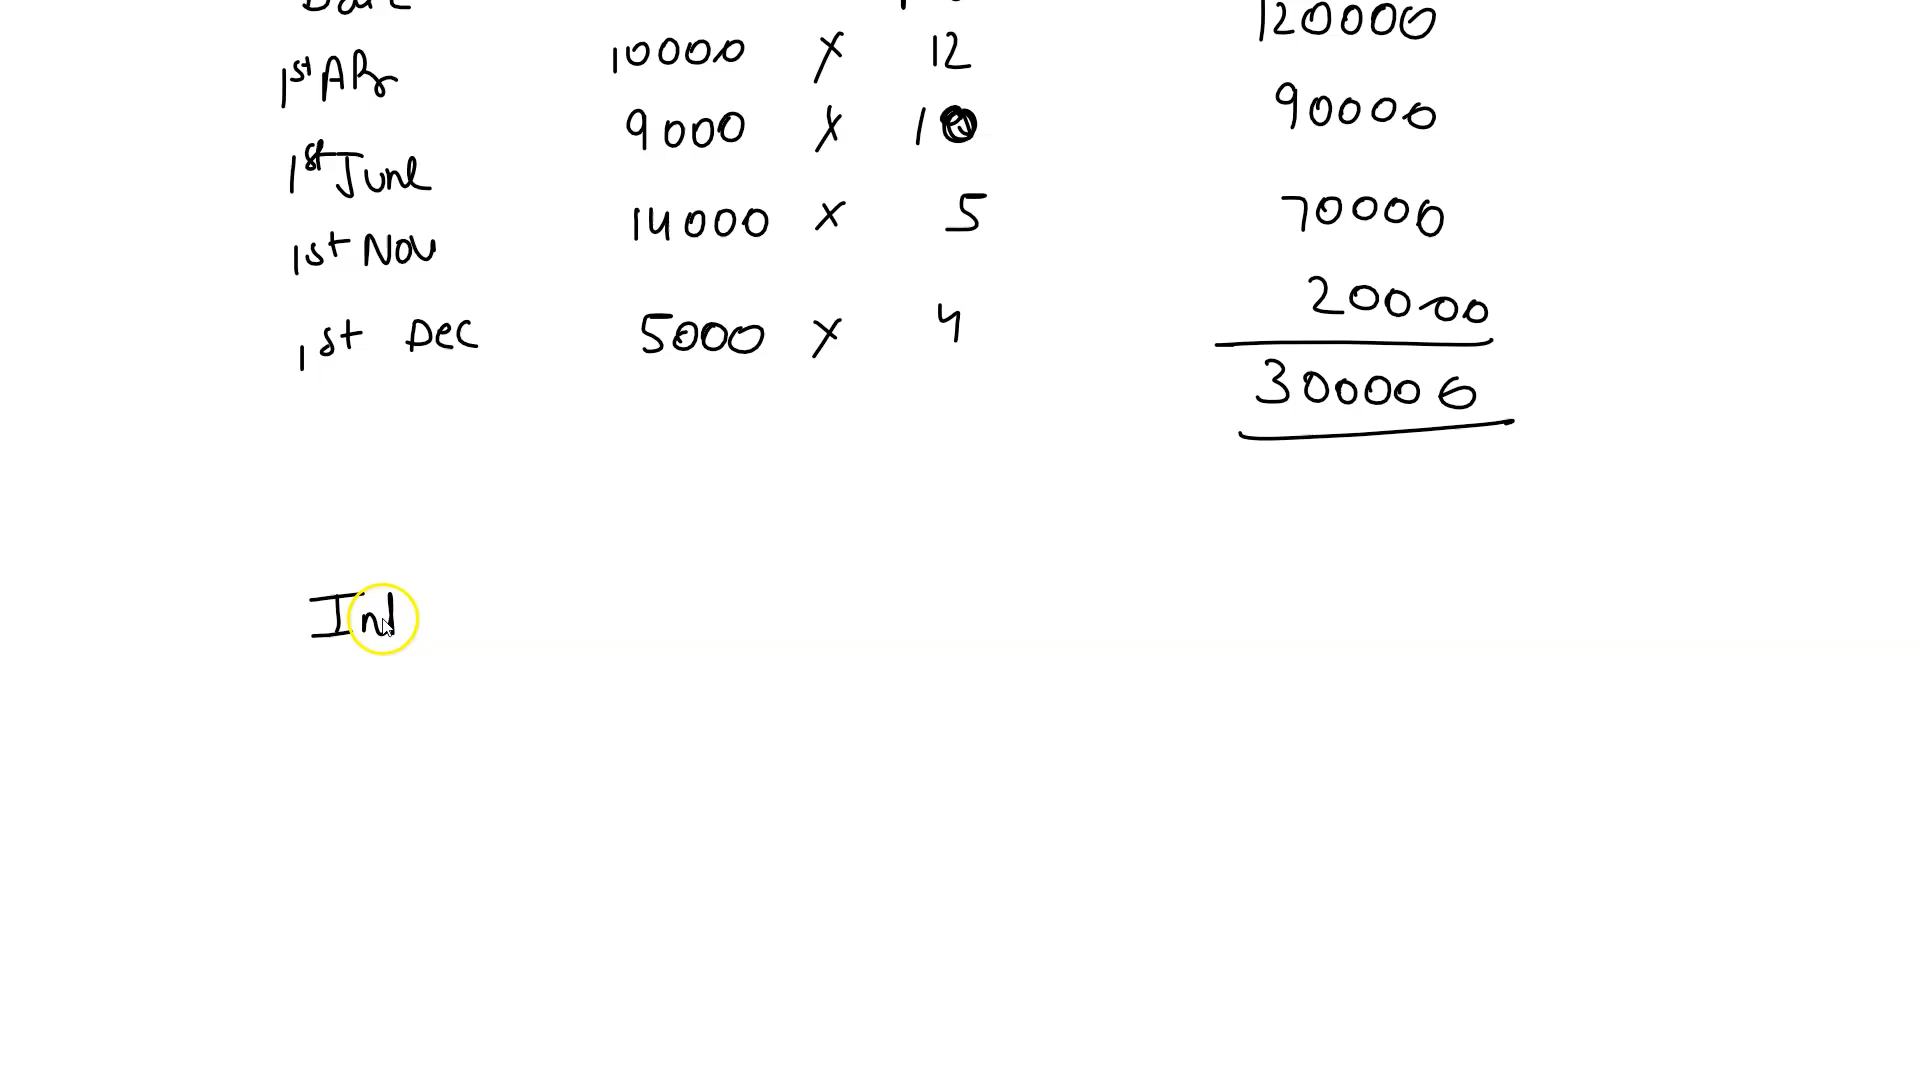 Date
120000
1st Apr 10000 x 12
90000
1st June 9000 x 10
1st Nov 14000 x 5 70000
1st Dec 5000 x 4 20000
300000
Int